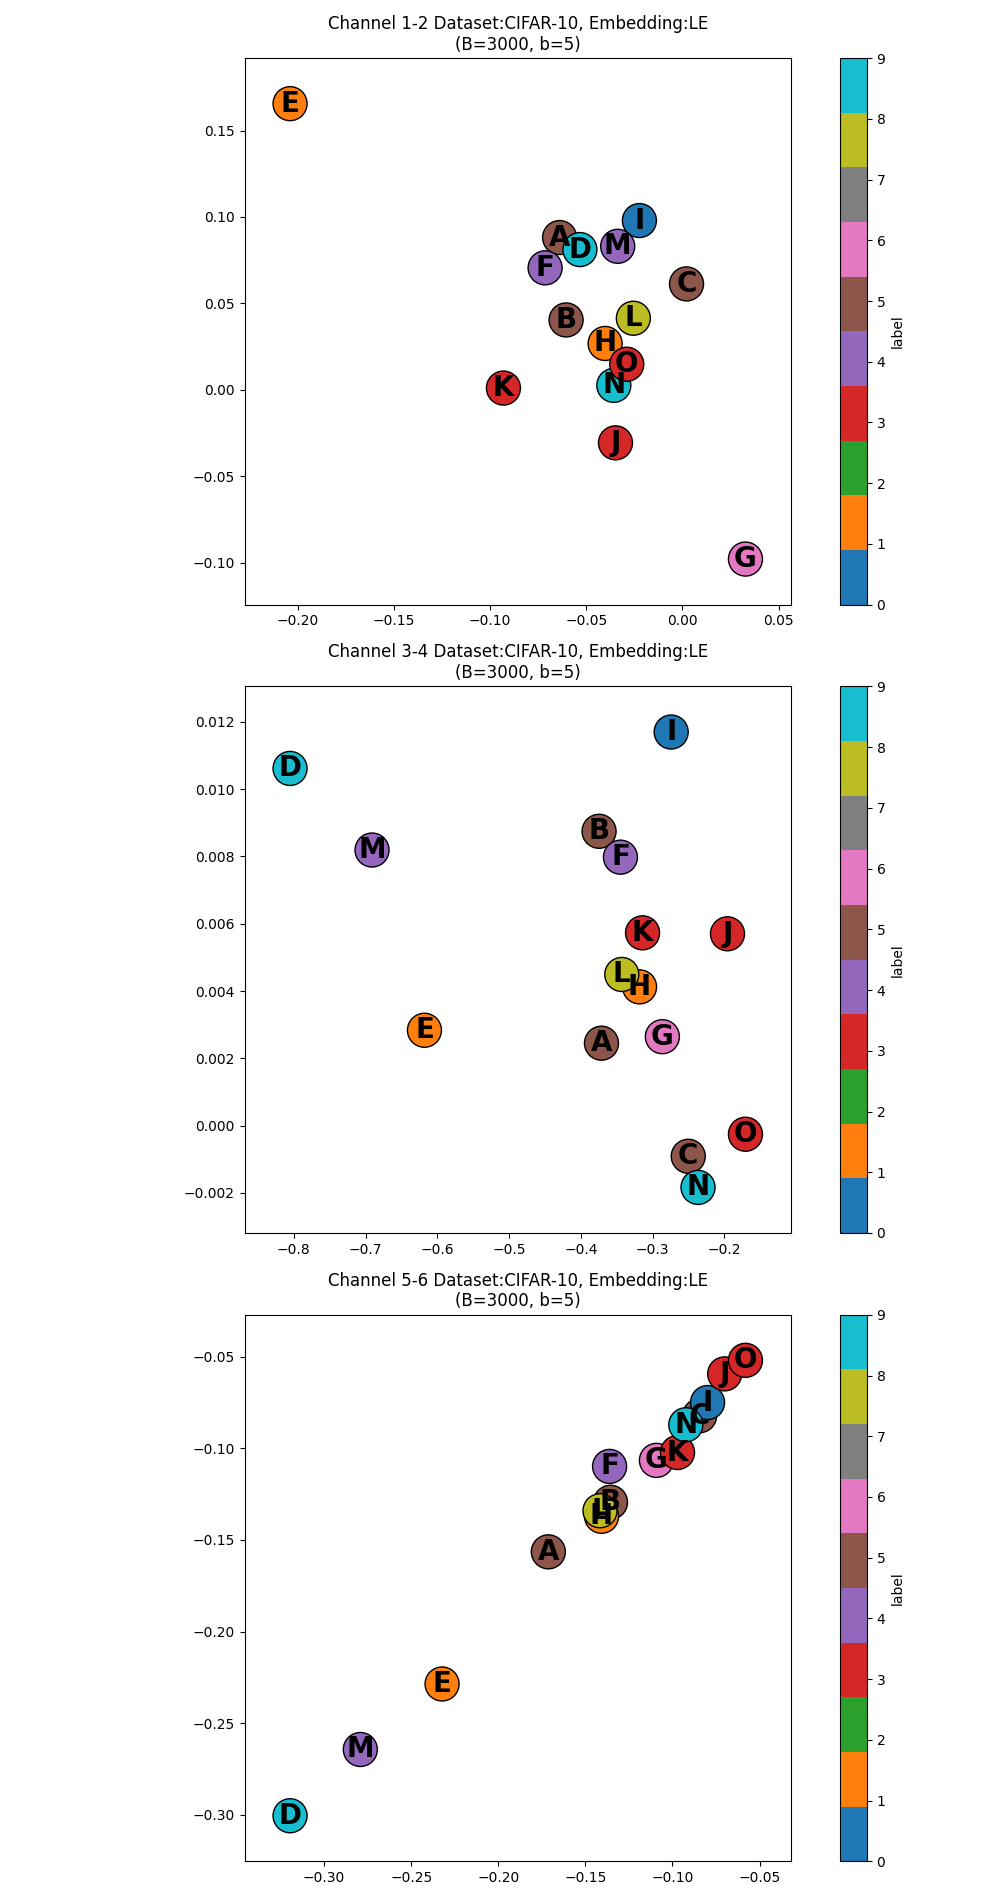 Channel 1-2 Dataset:CIFAR-10, Embedding:LE
(B=3000, b=5)
E
I
A
D
M
F
C
B
L
H
O
N
K
J
G
0.15
0.10
0.05
0.00
−0.05
−0.10
−0.20
−0.15
−0.10
−0.05
0.00
0.05
9
8
7
6
5
4
3
2
1
0
label
Channel 3-4 Dataset:CIFAR-10, Embedding:LE
(B=3000, b=5)
I
D
B
M
F
K
J
L
H
E
G
A
O
C
N
0.012
0.010
0.008
0.006
0.004
0.002
0.000
−0.002
−0.8
−0.7
−0.6
−0.5
−0.4
−0.3
−0.2
9
8
7
6
5
4
3
2
1
0
label
Channel 5-6 Dataset:CIFAR-10, Embedding:LE
(B=3000, b=5)
O
J
I
C
N
K
G
F
B
L
H
A
E
M
D
−0.05
−0.10
−0.15
−0.20
−0.25
−0.30
−0.30
−0.25
−0.20
−0.15
−0.10
−0.05
9
8
7
6
5
4
3
2
1
0
label